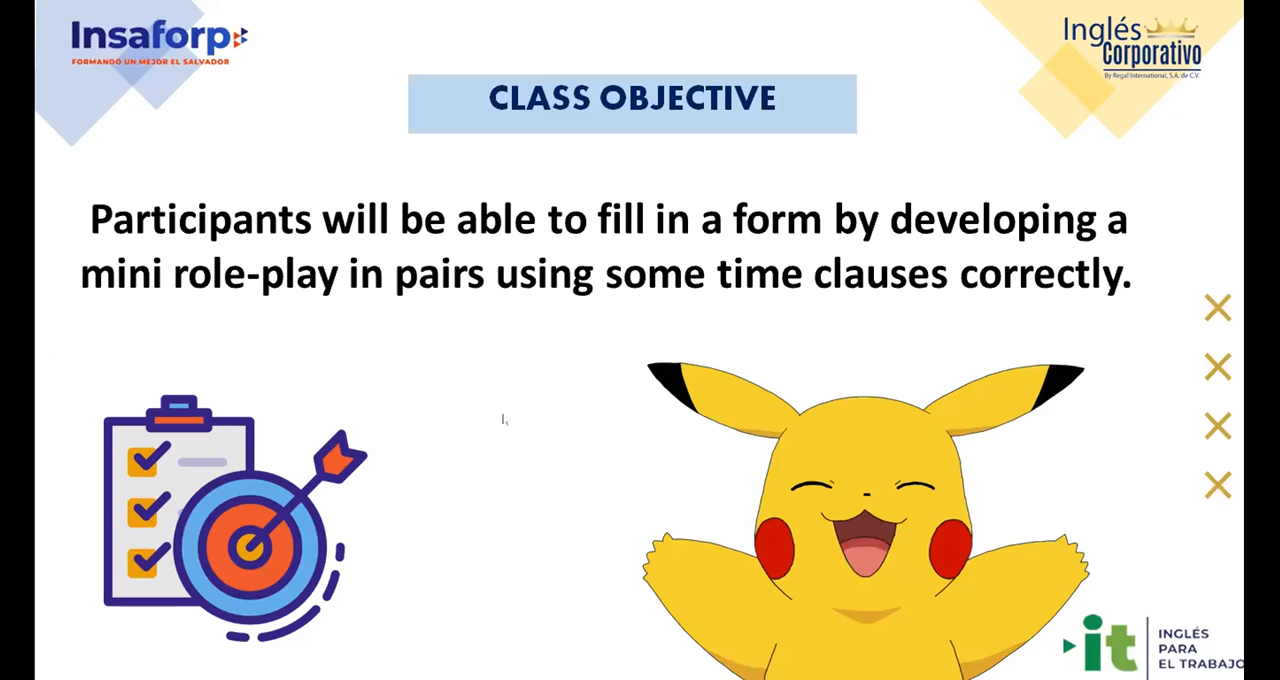 Insaforp
FORMANDO UN MEJOR EL SALVADOR
Inglés
Corporativo
By Regal International, S.A, de C.V.
CLASS OBJECTIVE
Participants will be able to fill in a form by developing a
mini role-play in pairs using some time clauses correctly.
it
INGLÉS
PARA
EL TRABAJO